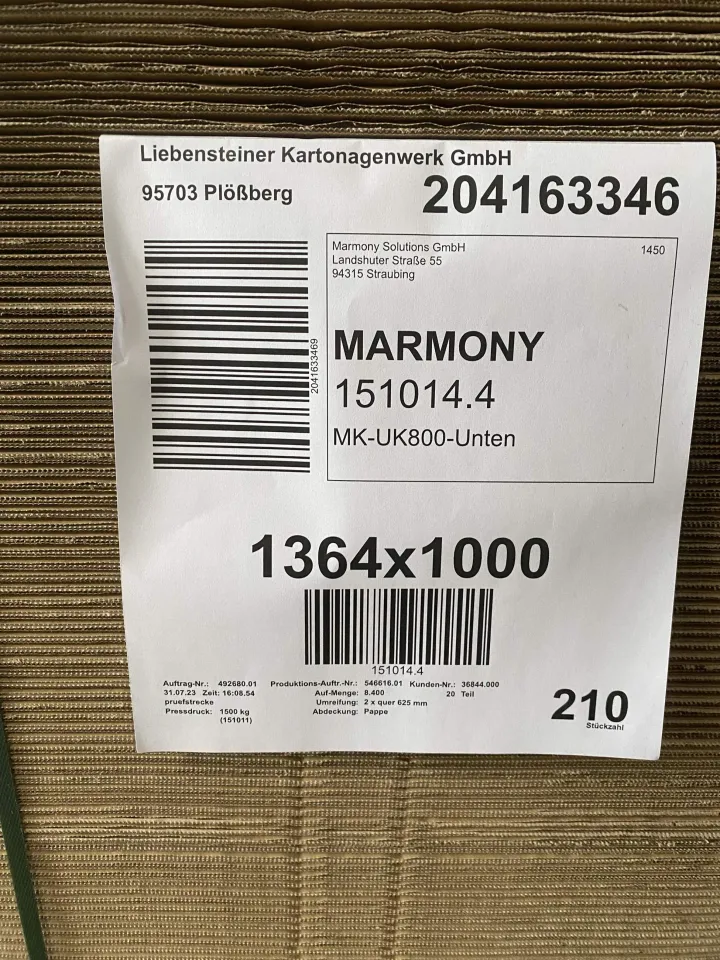 Liebensteiner Kartonagenwerk GmbH
95703 Plößberg
204163346
2041633469
Marmony Solutions GmbH
1450
Landshuter Straße 55
94315 Straubing
MARMONY
151014.4
MK-UK800-Unten
1364x1000
151014.4
Auftrag-Nr.: 492680.01 Produktions-Auftr.-Nr.: 546616.01 Kunden-Nr.: 36844.000
31.07.23 Zeit: 16:08.54 Auf-Menge: 8.400 20 Teil
pruefstrecke Umreifung: 2 x quer 625 mm
Pressdruck: 1500 kg Abdeckung: Pappe
(151011)
210
Stückzahl